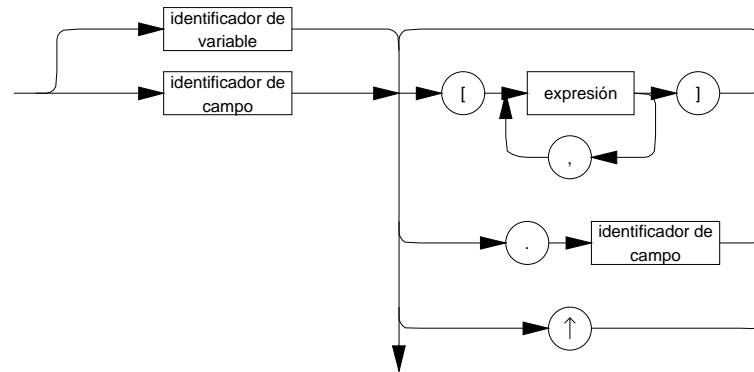 identificador de
variable
identificador de
campo
[
expresión
]
,
.
identificador de
campo
↑